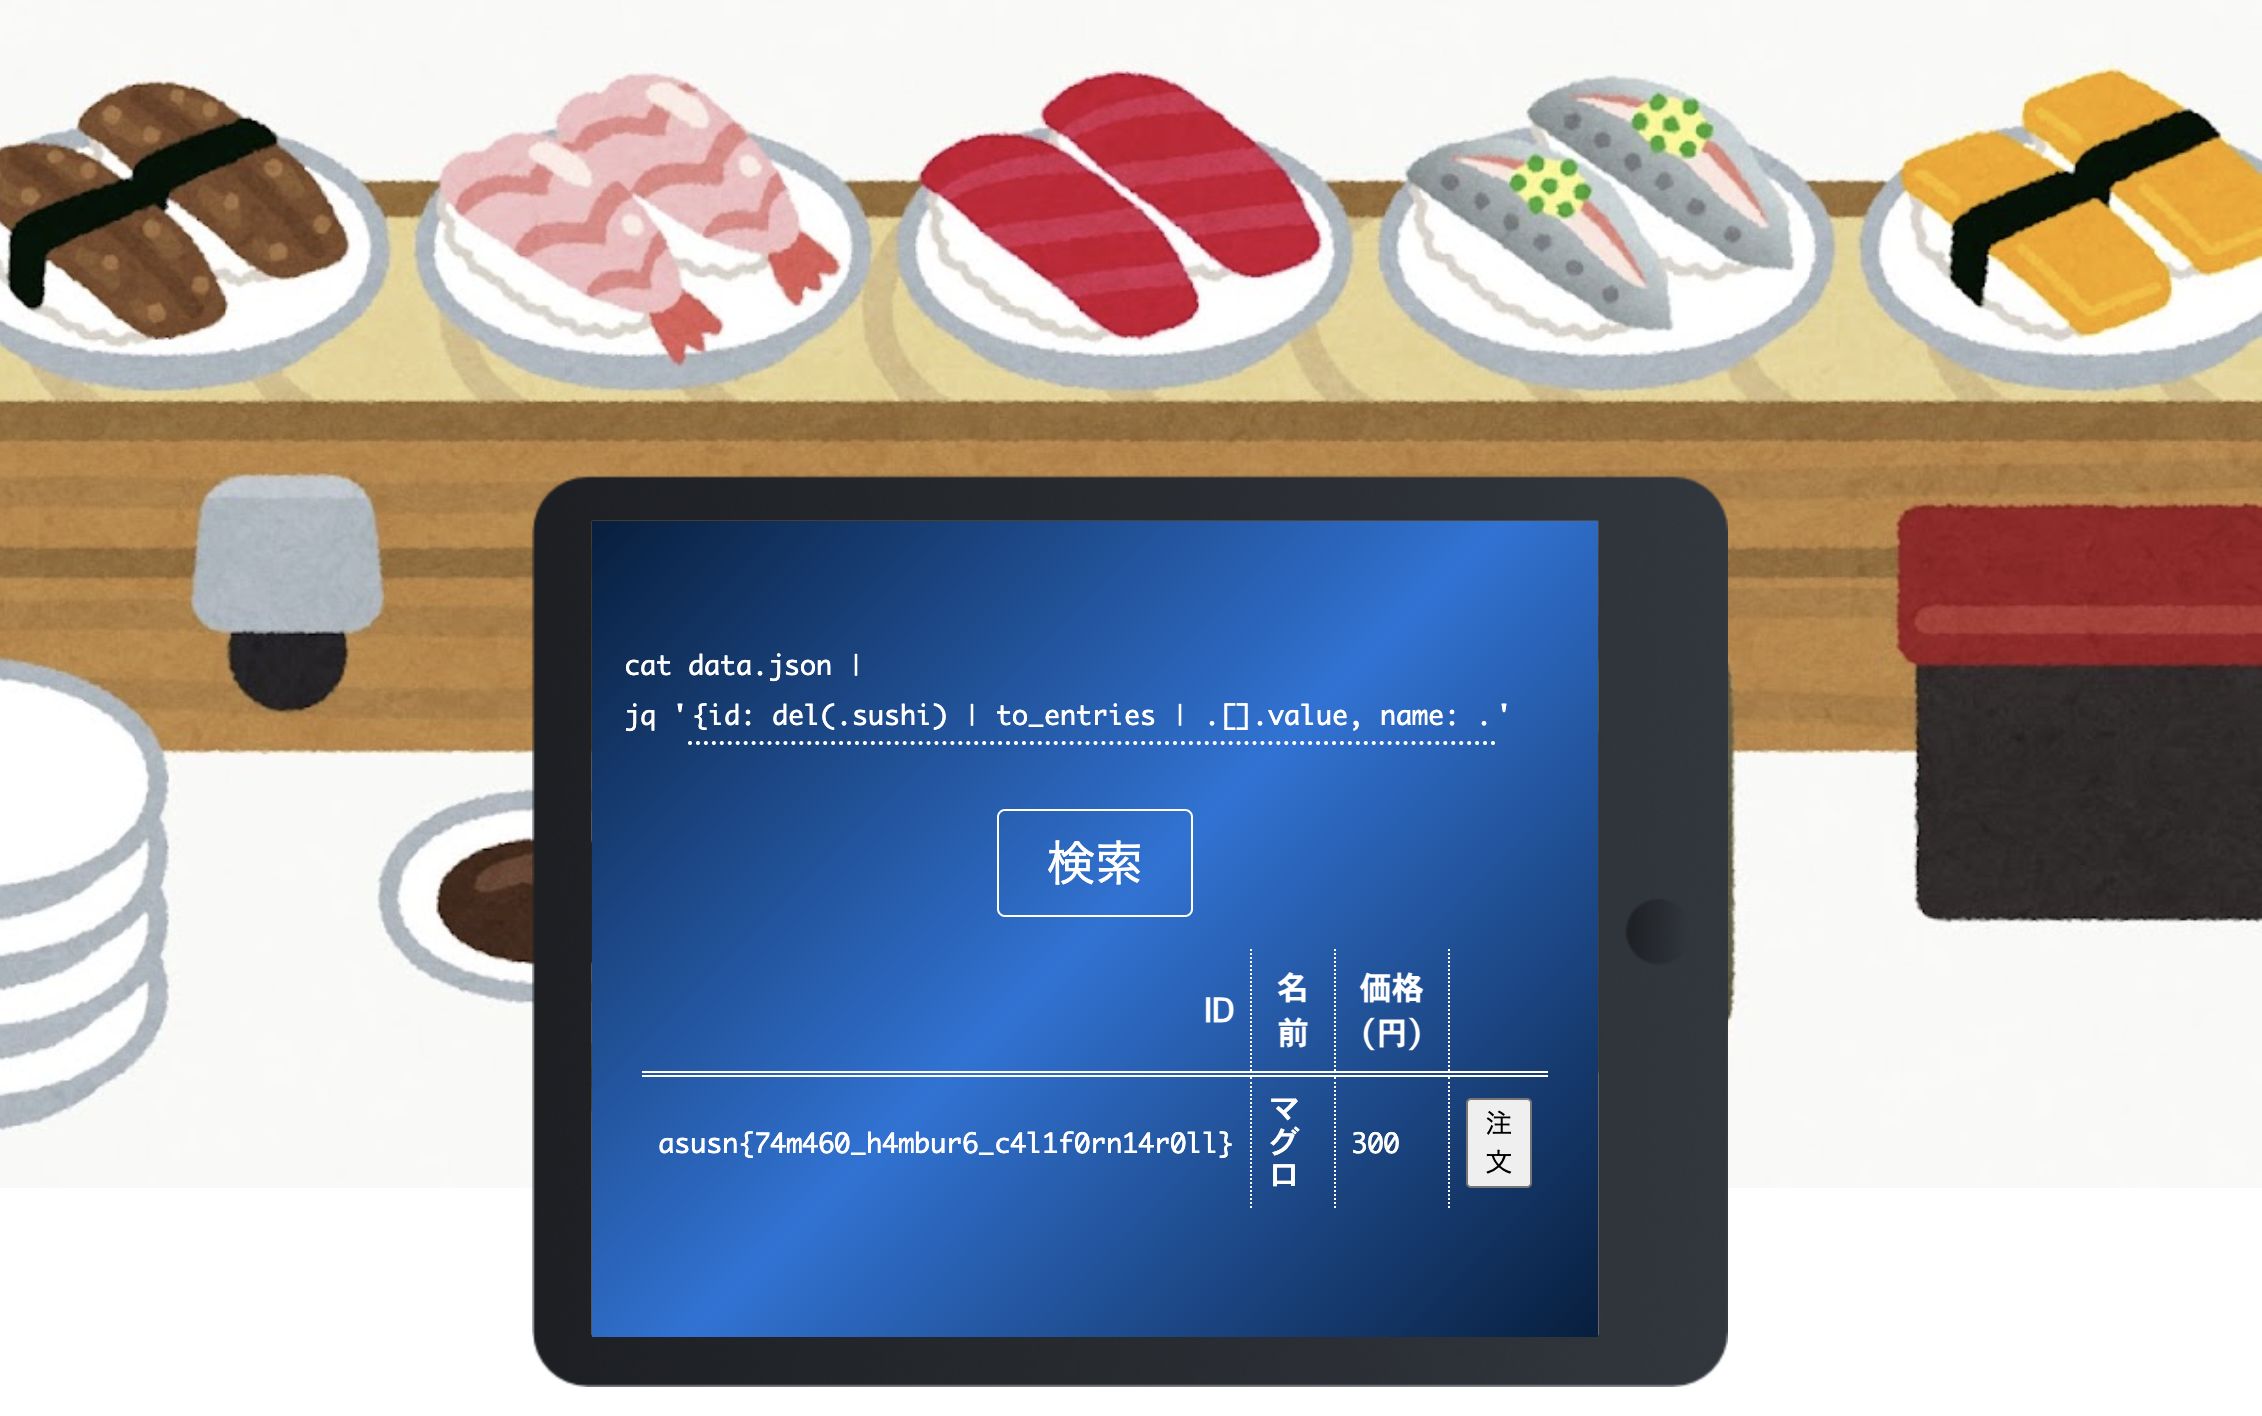 cat data.json |
jq '{id: del(.sushi) | to_entries | .[].value, name: .'
検索
ID 名前 価格（円）
asusn{74m460_h4mbur6_c4l1f0rn14r0ll} マグロ 300 注文